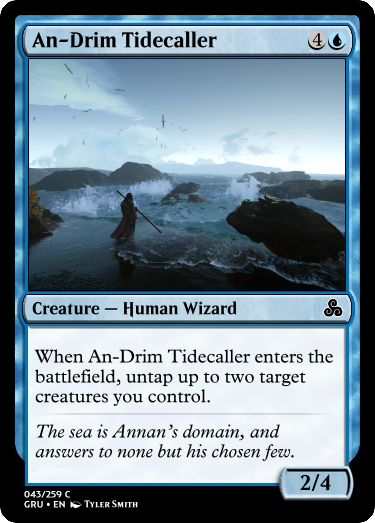 An-Drim Tidecaller 4
Creature — Human Wizard
When An-Drim Tidecaller enters the
battlefield, untap up to two target
creatures you control.
The sea is Annan's domain, and
answers to none but his chosen few.
2/4
043/259 C
GRU • EN Tyler Smith